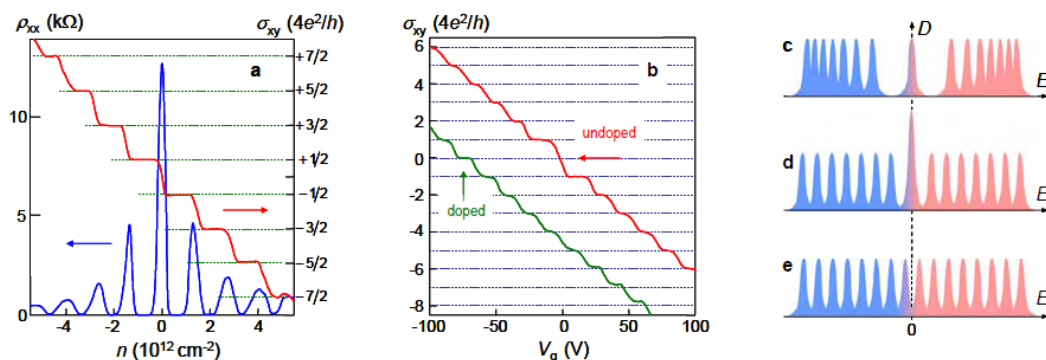 ρxx (kΩ)
σxy (4e²/h)
a
10
5
0
+7/2
+5/2
+3/2
+1/2
−1/2
−3/2
−5/2
−7/2
-4
-2
0
2
4
n (10¹² cm⁻²)
σxy (4e²/h)
b
6
4
2
0
-2
-4
-6
-8
undoped
doped
-100
-50
0
50
100
Vg (V)
c
D
E
d
E
e
E
0